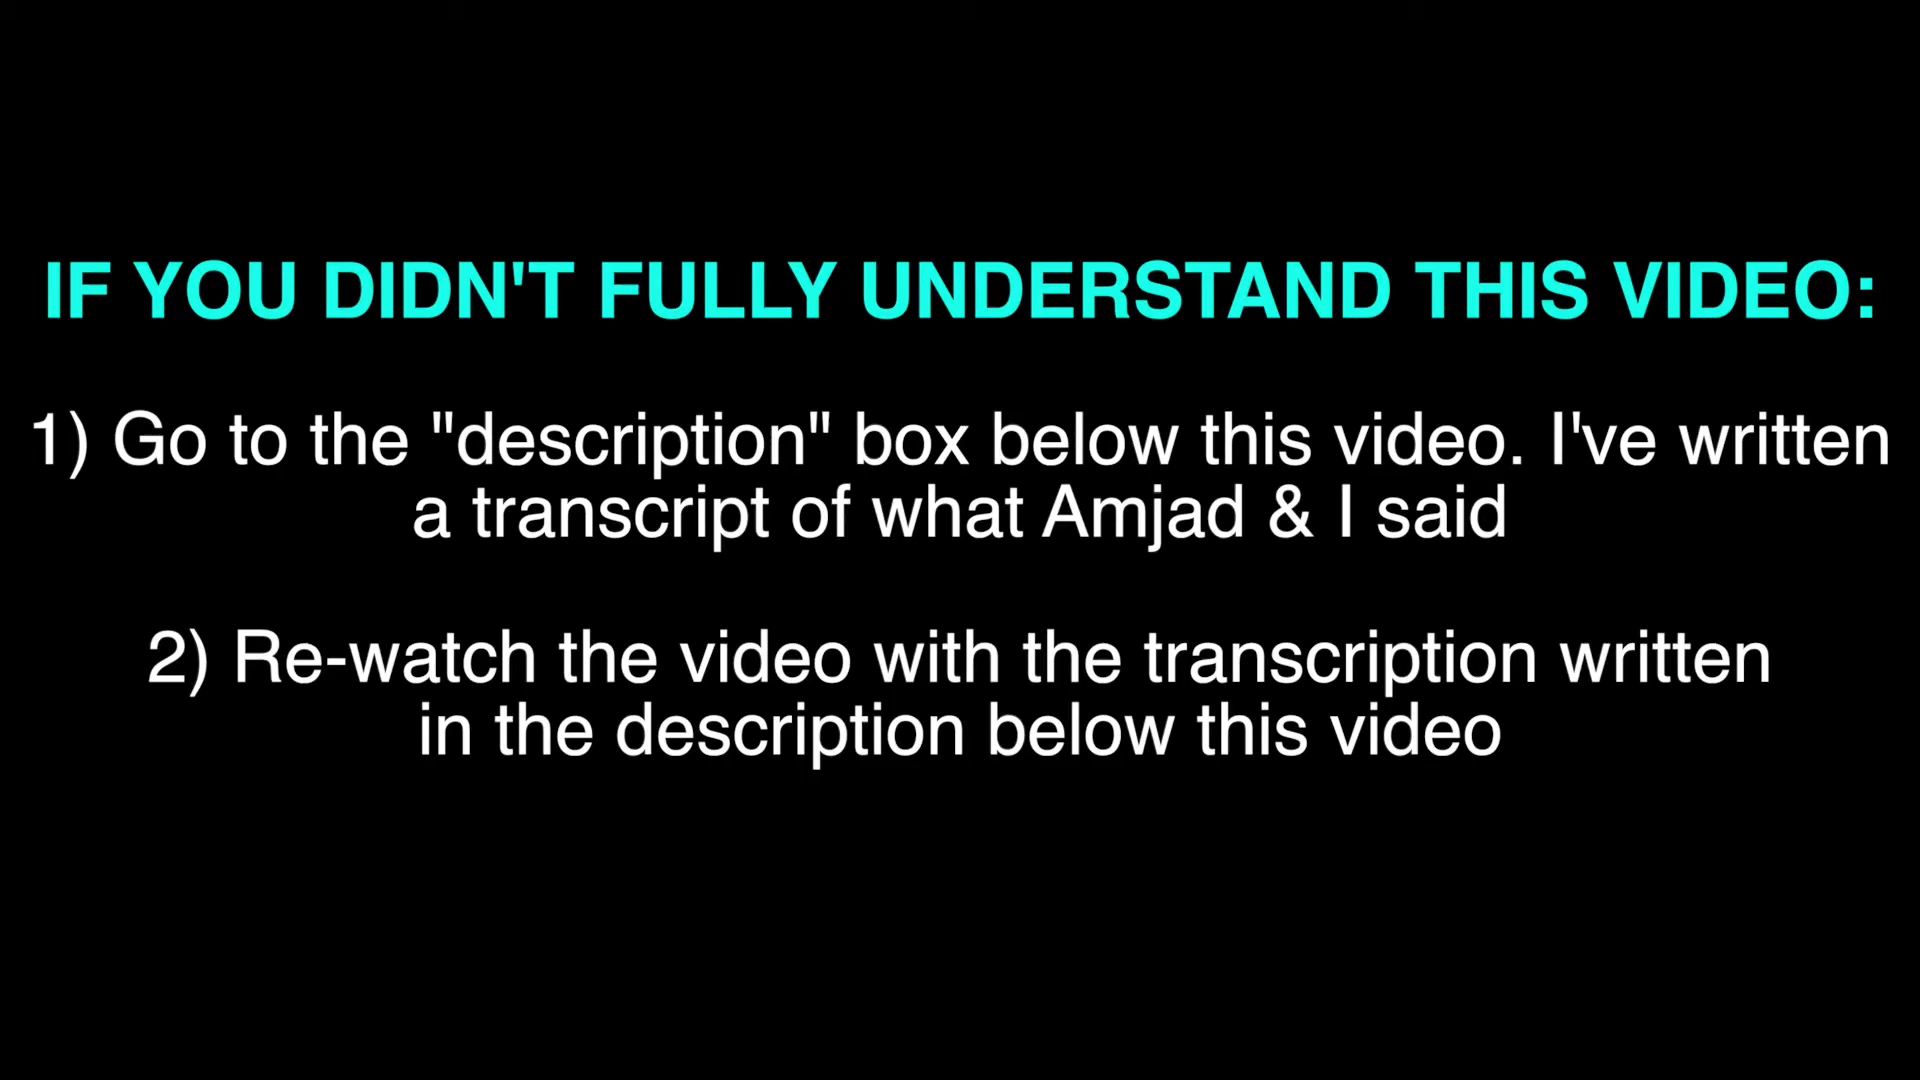 IF YOU DIDN'T FULLY UNDERSTAND THIS VIDEO:
1) Go to the "description" box below this video. I've written
a transcript of what Amjad & I said
2) Re-watch the video with the transcription written
in the description below this video